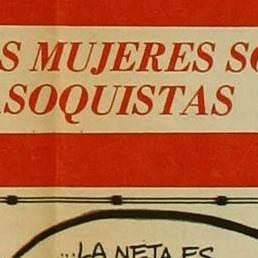 S MUJERES SO
ASOQUISTAS
...LA NETA ES